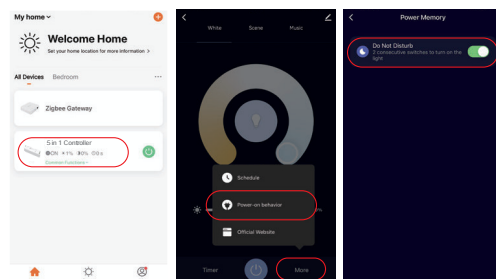 My home
Welcome Home
Set your home location for more information >
All Devices Bedroom ...
Zigbee Gateway
5 in 1 Controller
Common Functions
White Scene Music
Schedule
Power-on behavior
Official Website
Timer More
Power Memory
Do Not Disturb
2 consecutive switches to turn on the
light